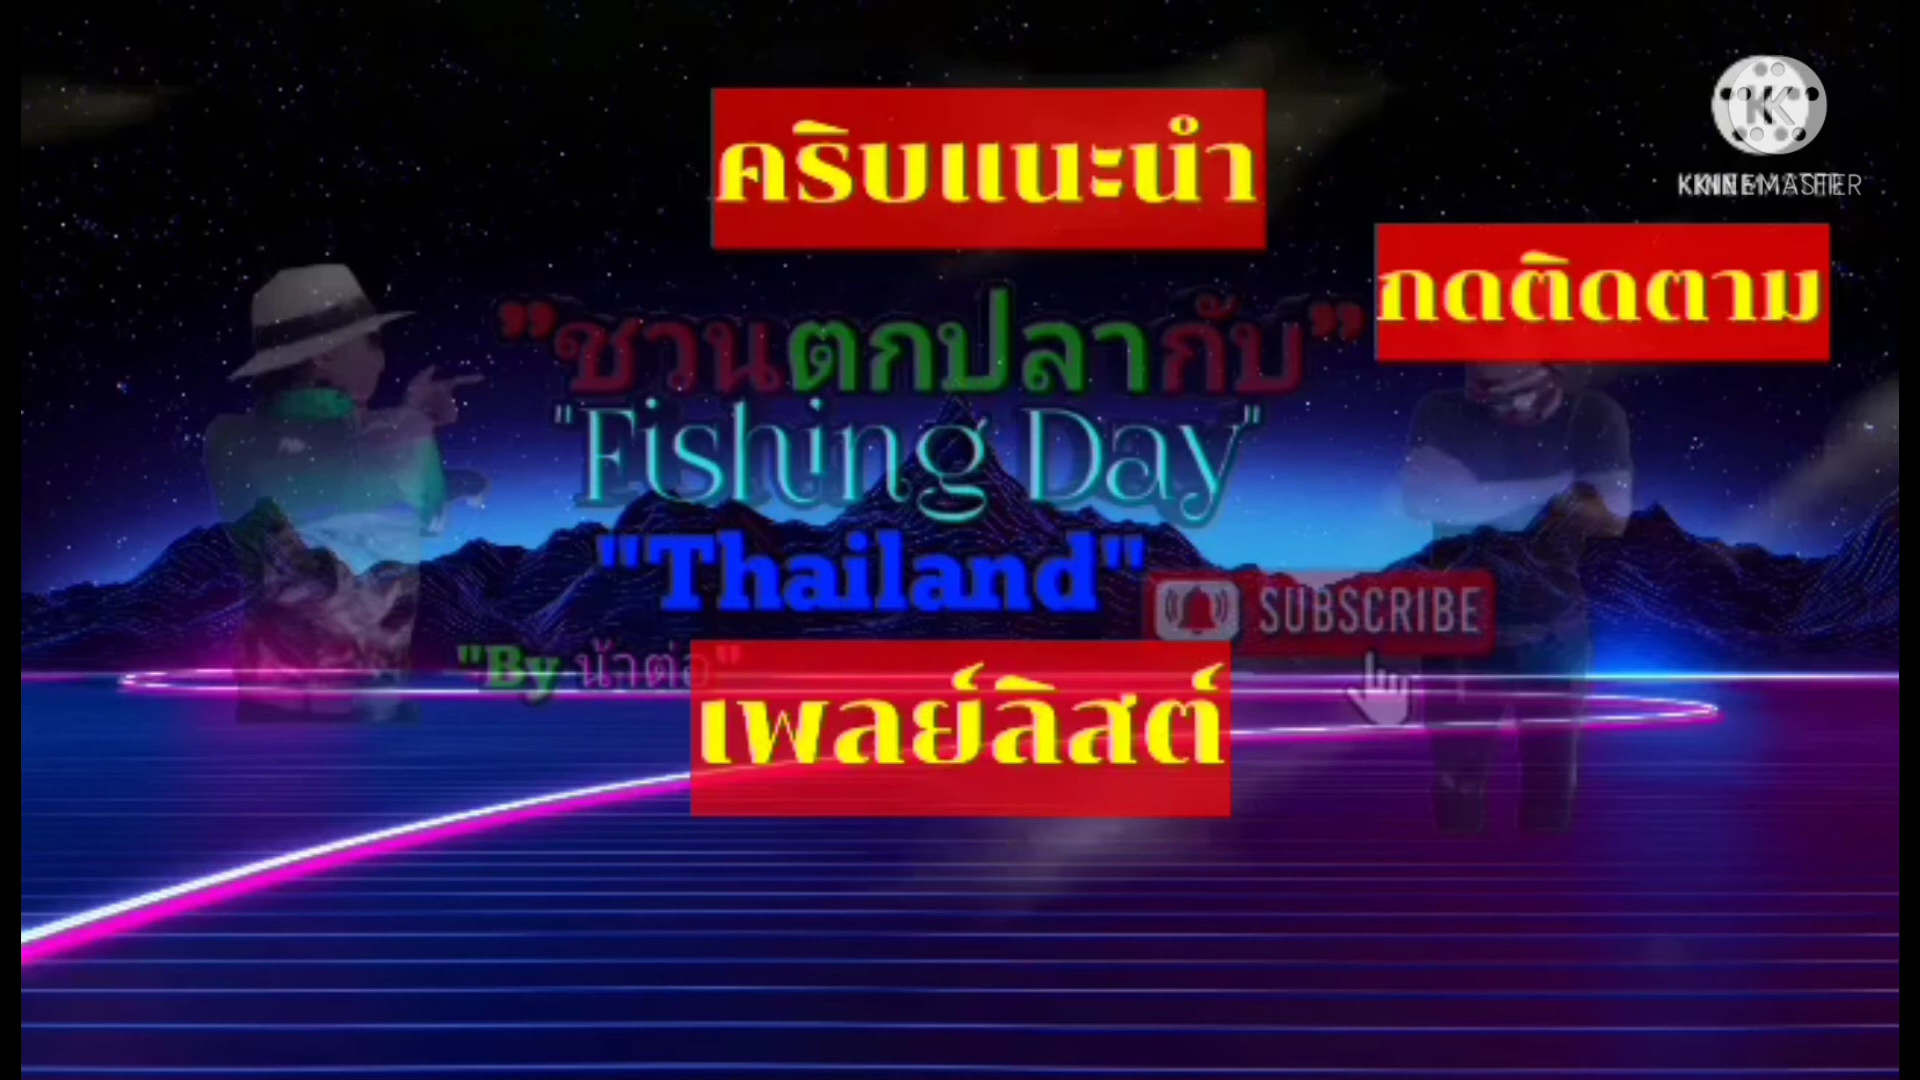 คริบแนะนำ
KINEMASTER
กดติดตาม
"ชวนตกปลากับ"
"Fishing Day"
"Thailand"
SUBSCRIBE
"By น้าต่อ"
เพลย์ลิสต์